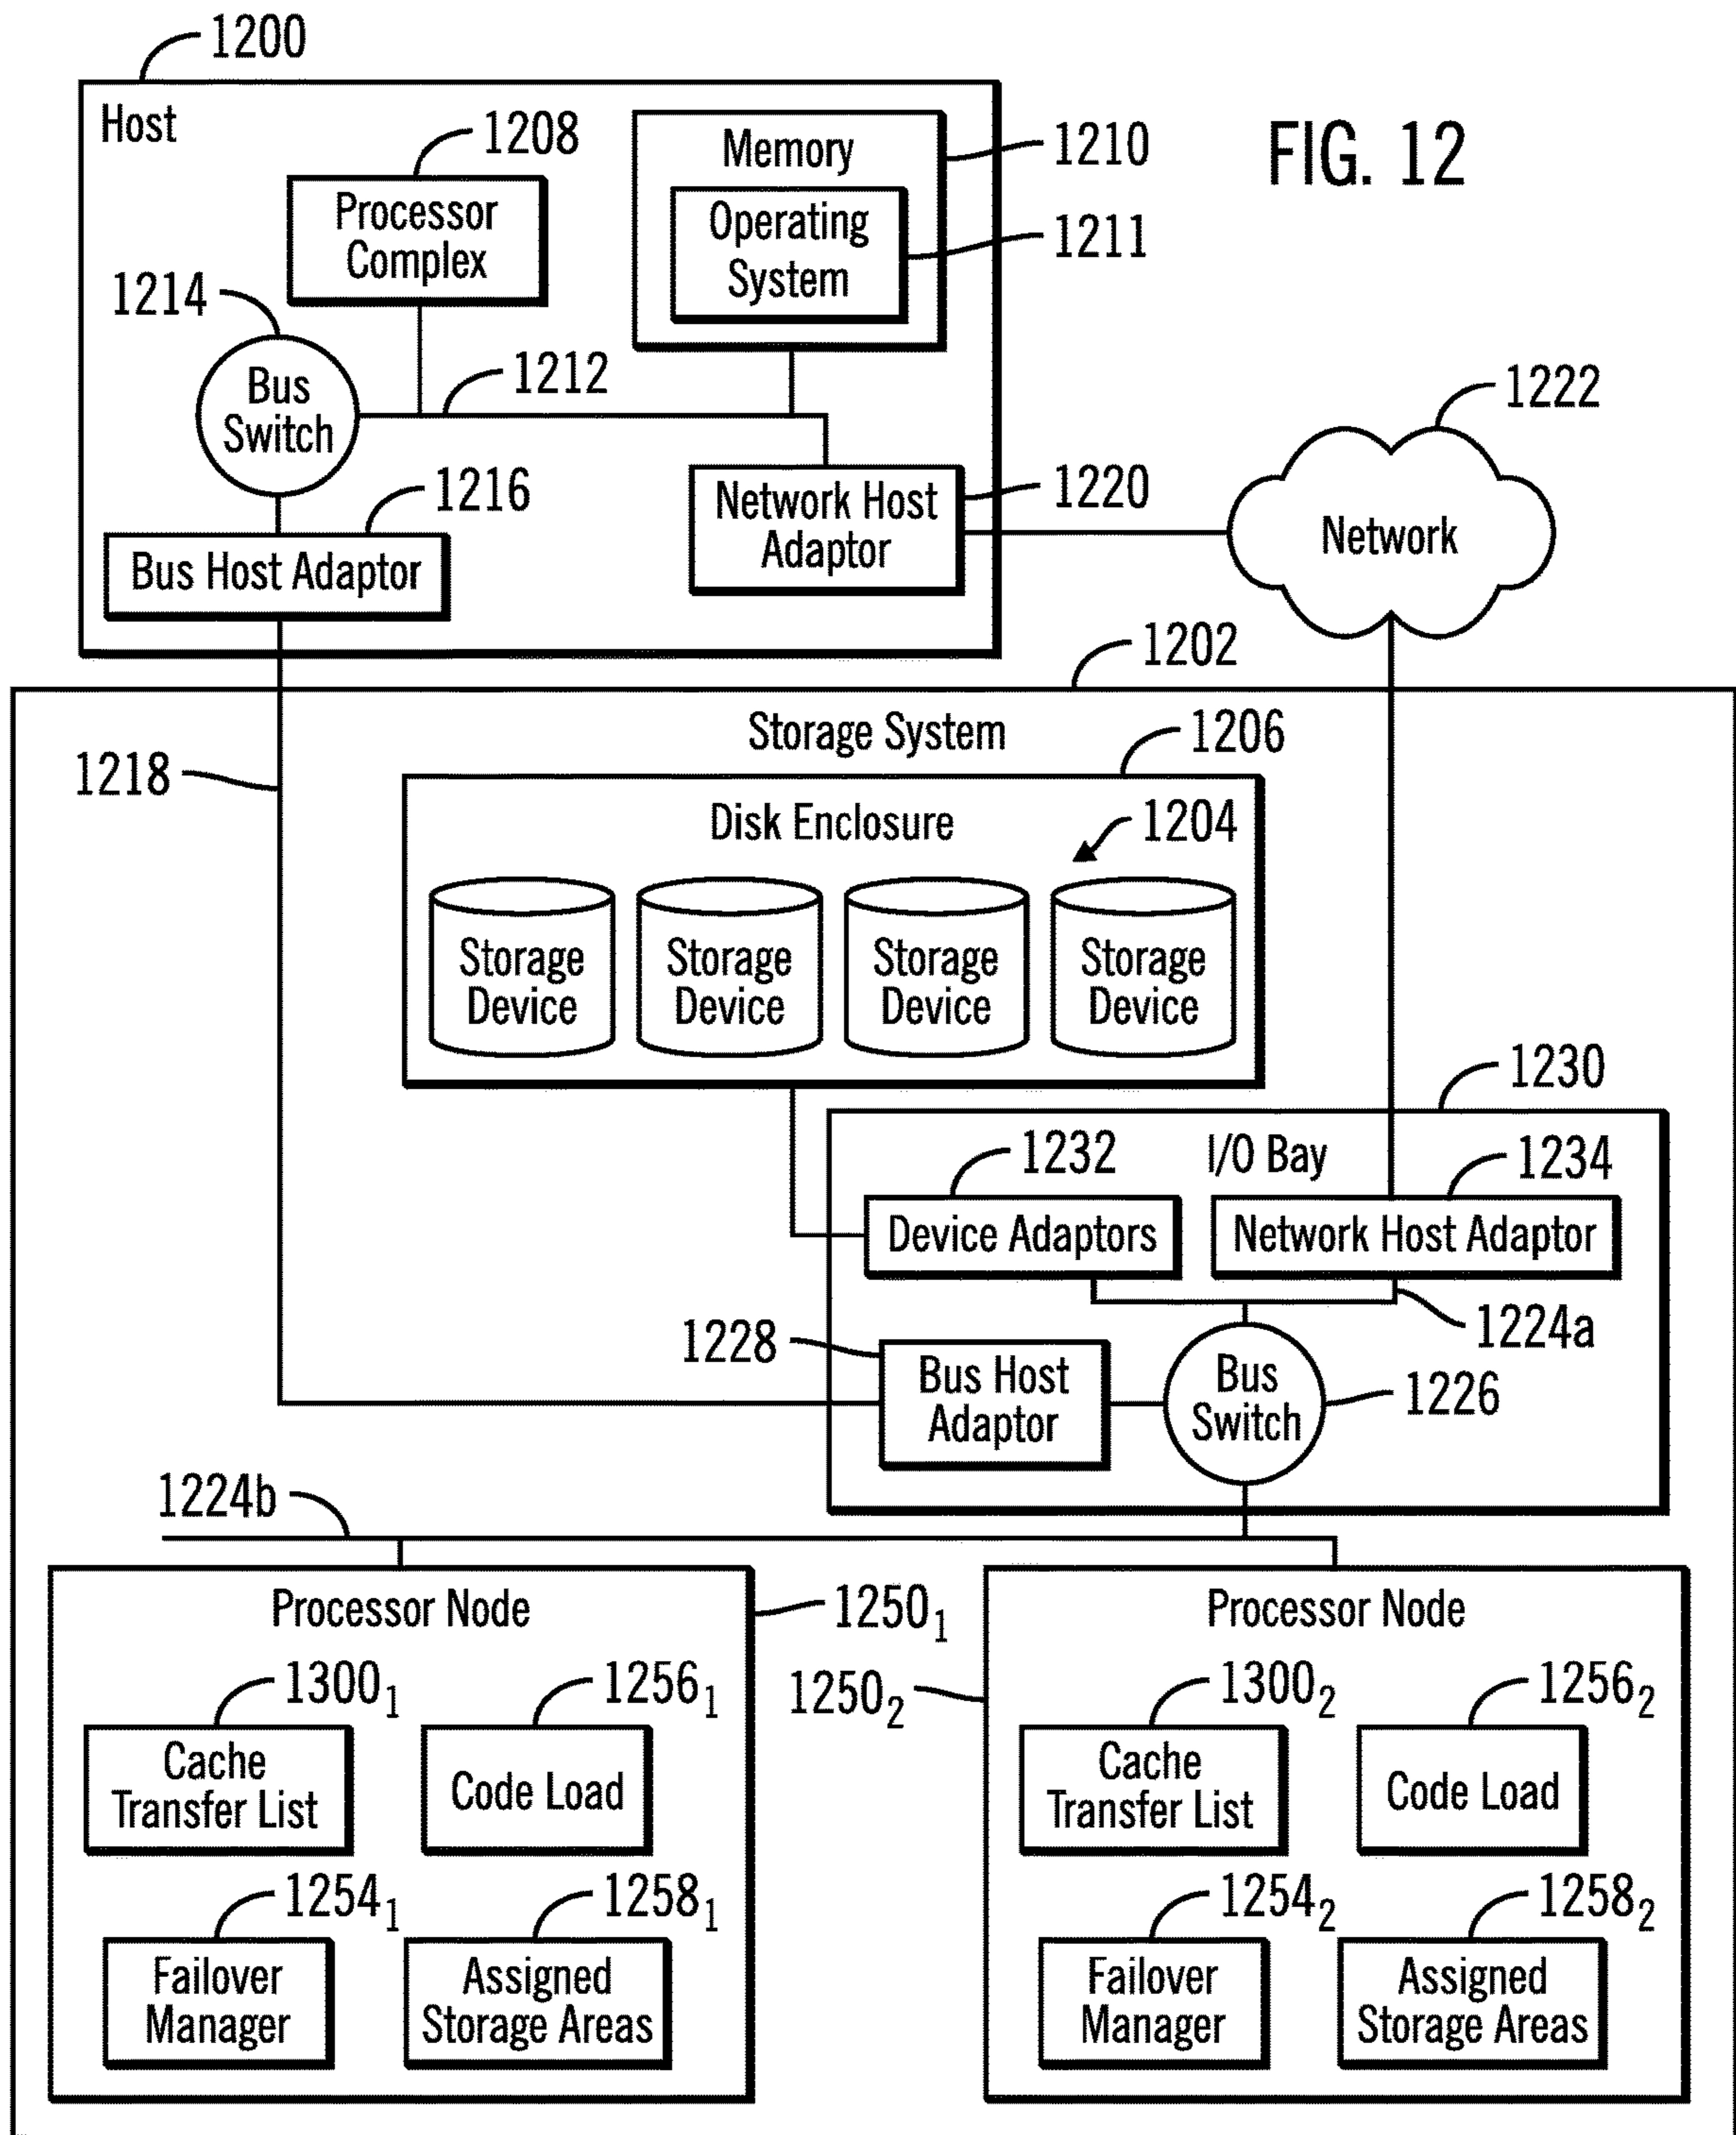 1200
Host
1208
Memory
1210
FIG. 12
Processor
Complex
Operating
System
1211
1214
Bus
Switch
1212
1222
1216
Network Host
Adaptor
1220
Network
Bus Host Adaptor
1202
Storage System
1218
1206
Disk Enclosure
1204
Storage
Device
Storage
Device
Storage
Device
Storage
Device
1230
I/O Bay
1232
1234
Device Adaptors
Network Host Adaptor
1224a
1228
Bus Host
Adaptor
Bus
Switch
1226
1224b
Processor Node
1250₁
1300₁
1256₁
Cache
Transfer List
Code Load
1254₁
1258₁
Failover
Manager
Assigned
Storage Areas
Processor Node
1250₂
1300₂
1256₂
Cache
Transfer List
Code Load
1254₂
1258₂
Failover
Manager
Assigned
Storage Areas